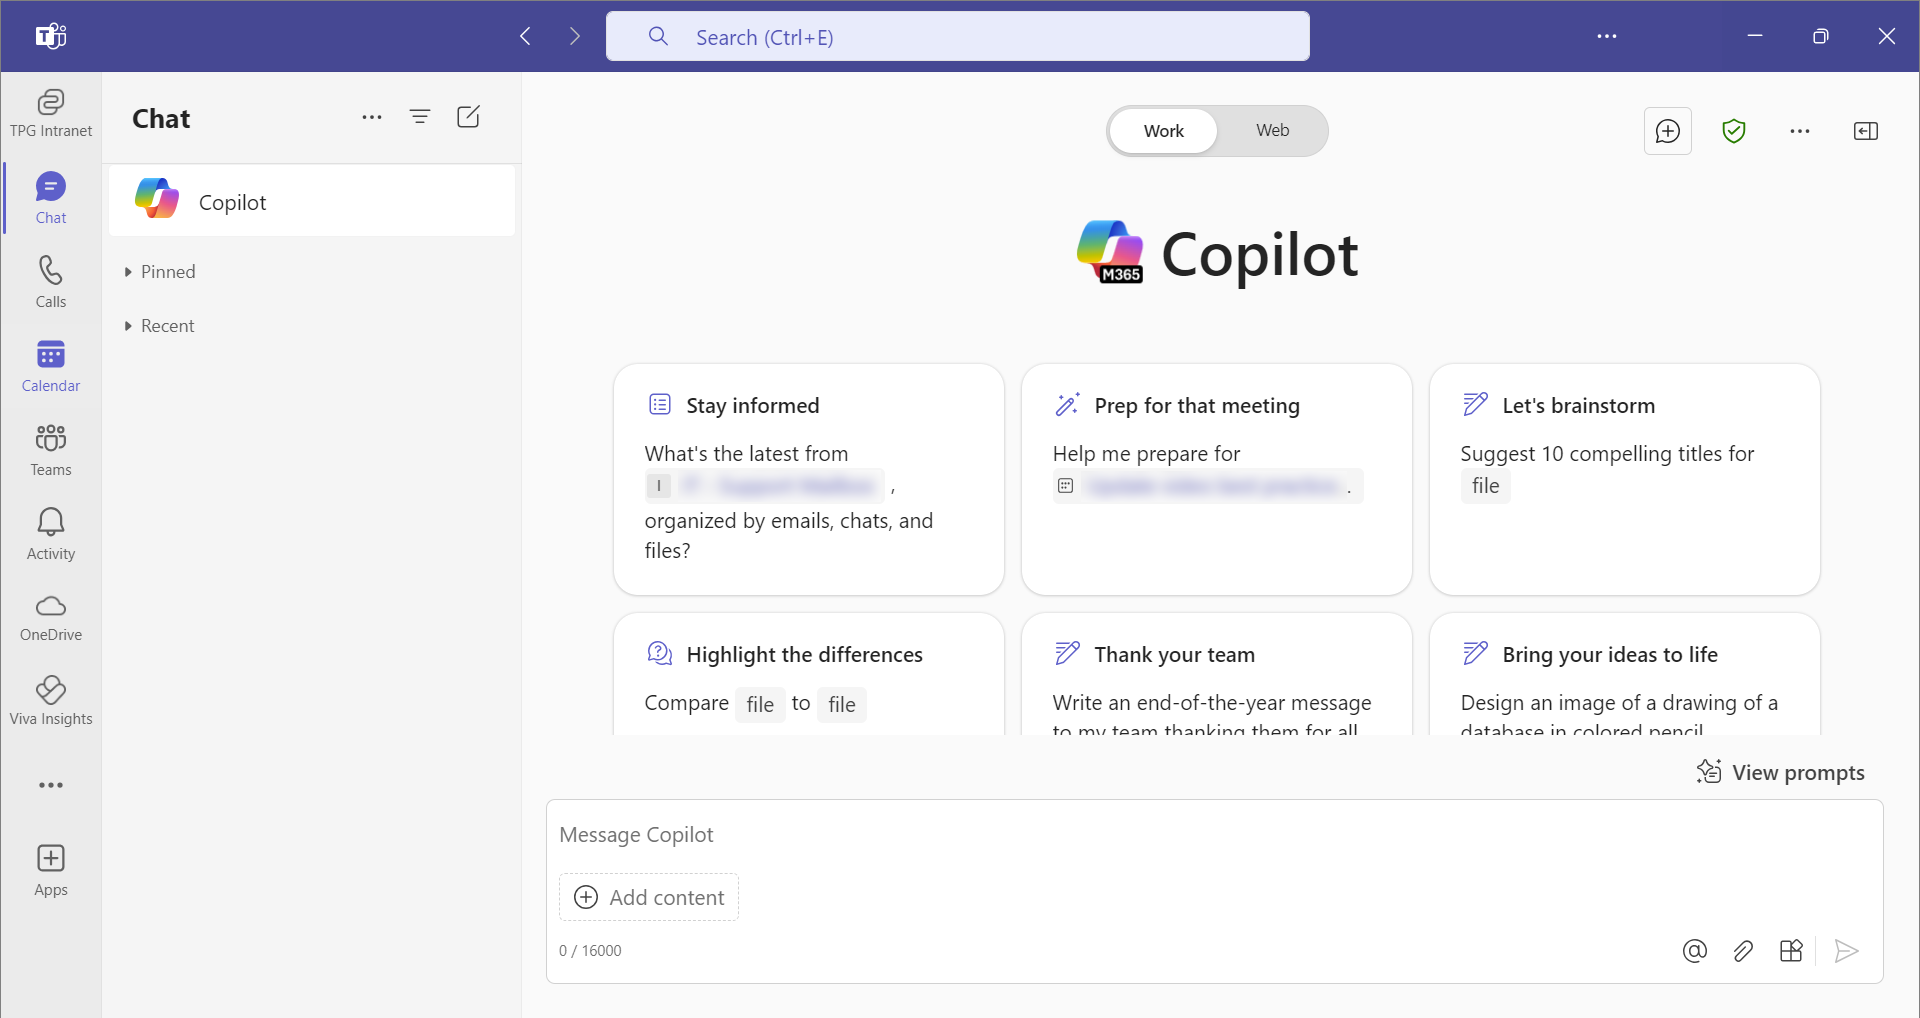 Search (Ctrl+E)
TPG Intranet
Chat
Calls
Calendar
Teams
Activity
OneDrive
Viva Insights
Apps
Chat
Copilot
Pinned
Recent
Work
Web
M365
Copilot
Stay informed
What's the latest from
I
,
organized by emails, chats, and
files?
Prep for that meeting
Help me prepare for
.
Let's brainstorm
Suggest 10 compelling titles for
file
Highlight the differences
Compare file to file
Thank your team
Write an end-of-the-year message
to my team thanking them for all
Bring your ideas to life
Design an image of a drawing of a
database in colored pencil
View prompts
Message Copilot
Add content
0 / 16000